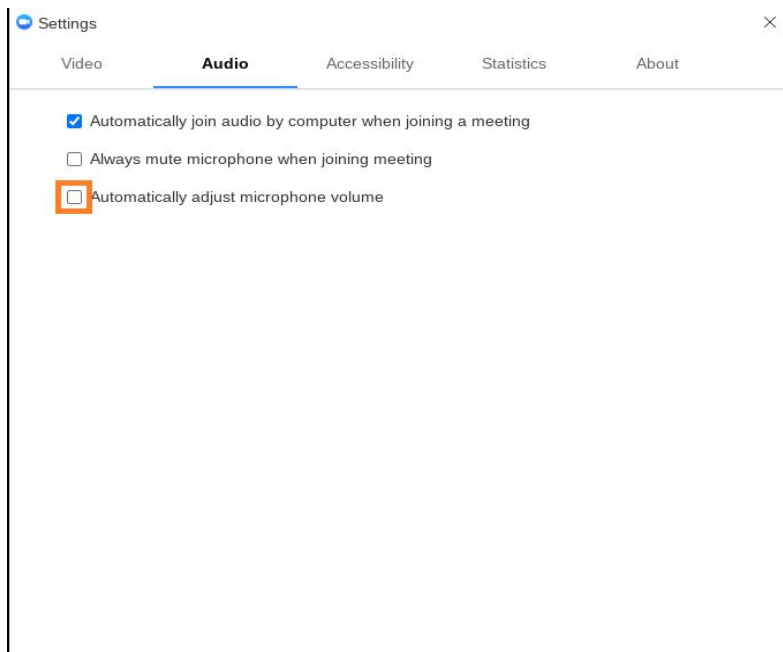 Settings
Video Audio Accessibility Statistics About
Automatically join audio by computer when joining a meeting
Always mute microphone when joining meeting
Automatically adjust microphone volume